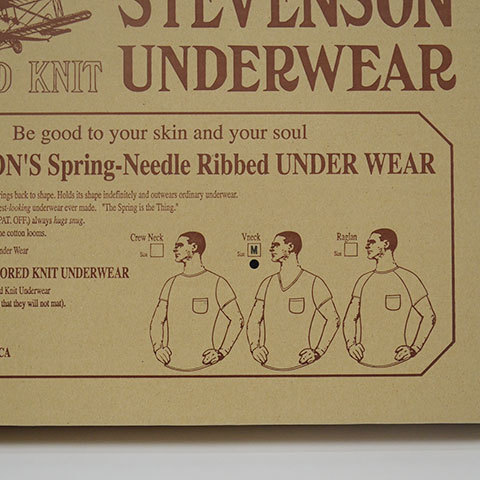 STEVENSON
D KNIT UNDERWEAR
Be good to your skin and your soul
ON'S Spring-Needle Ribbed UNDER WEAR
rings back to shape. Holds its shape indefinitely and outwears ordinary underwear.
est-looking underwear ever made. "The Spring is the Thing."
PAT. OFF.) always hugs snug.
ne cotton looms.
nder Wear
ORED KNIT UNDERWEAR
d Knit Underwear
that they will not mat).
CA
Crew Neck
Size
Vneck
Size M
Raglan
Size